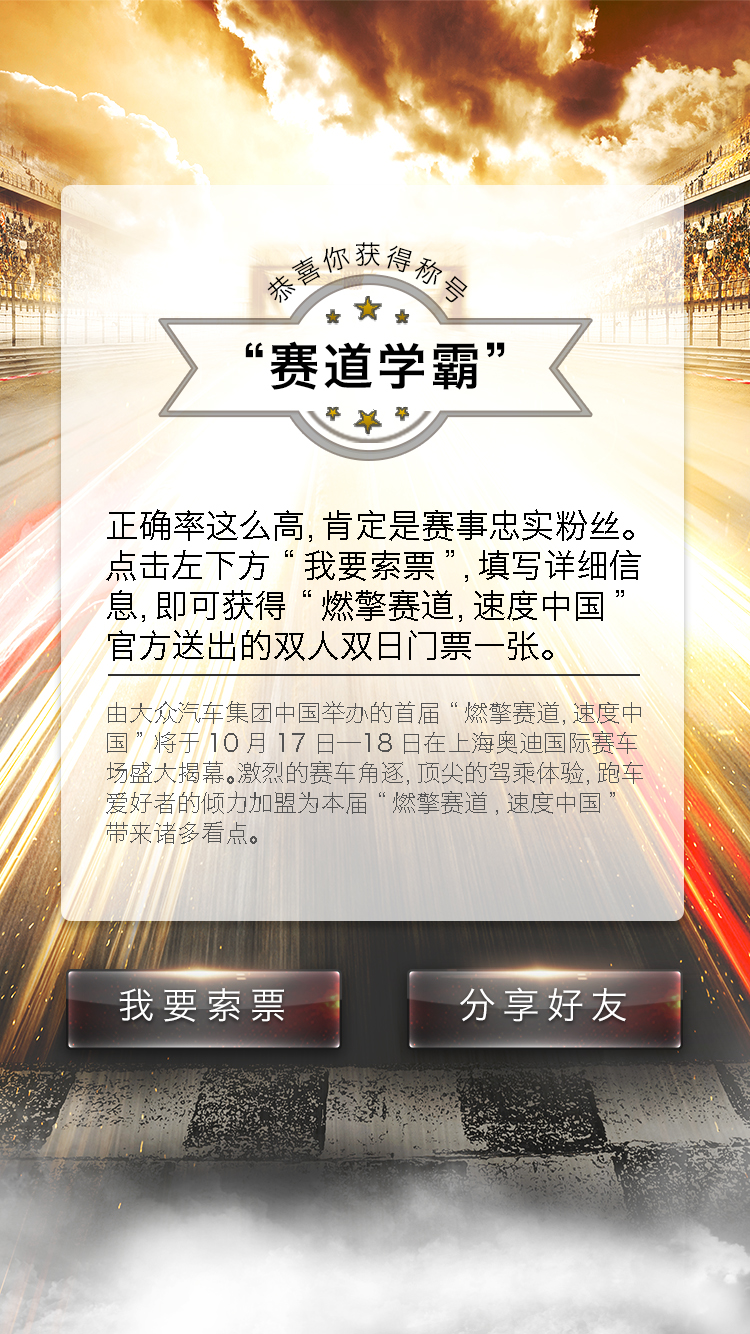 恭喜你获得称号
“赛道学霸”
正确率这么高,肯定是赛事忠实粉丝。
点击左下方“我要索票”,填写详细信
息,即可获得“燃擎赛道,速度中国”
官方送出的双人双日门票一张。
由大众汽车集团中国举办的首届“燃擎赛道,速度中
国”将于 10 月 17 日—18 日在上海奥迪国际赛车
场盛大揭幕。激烈的赛车角逐,顶尖的驾乘体验,跑车
爱好者的倾力加盟为本届“燃擎赛道,速度中国”
带来诸多看点。
我要索票
分享好友